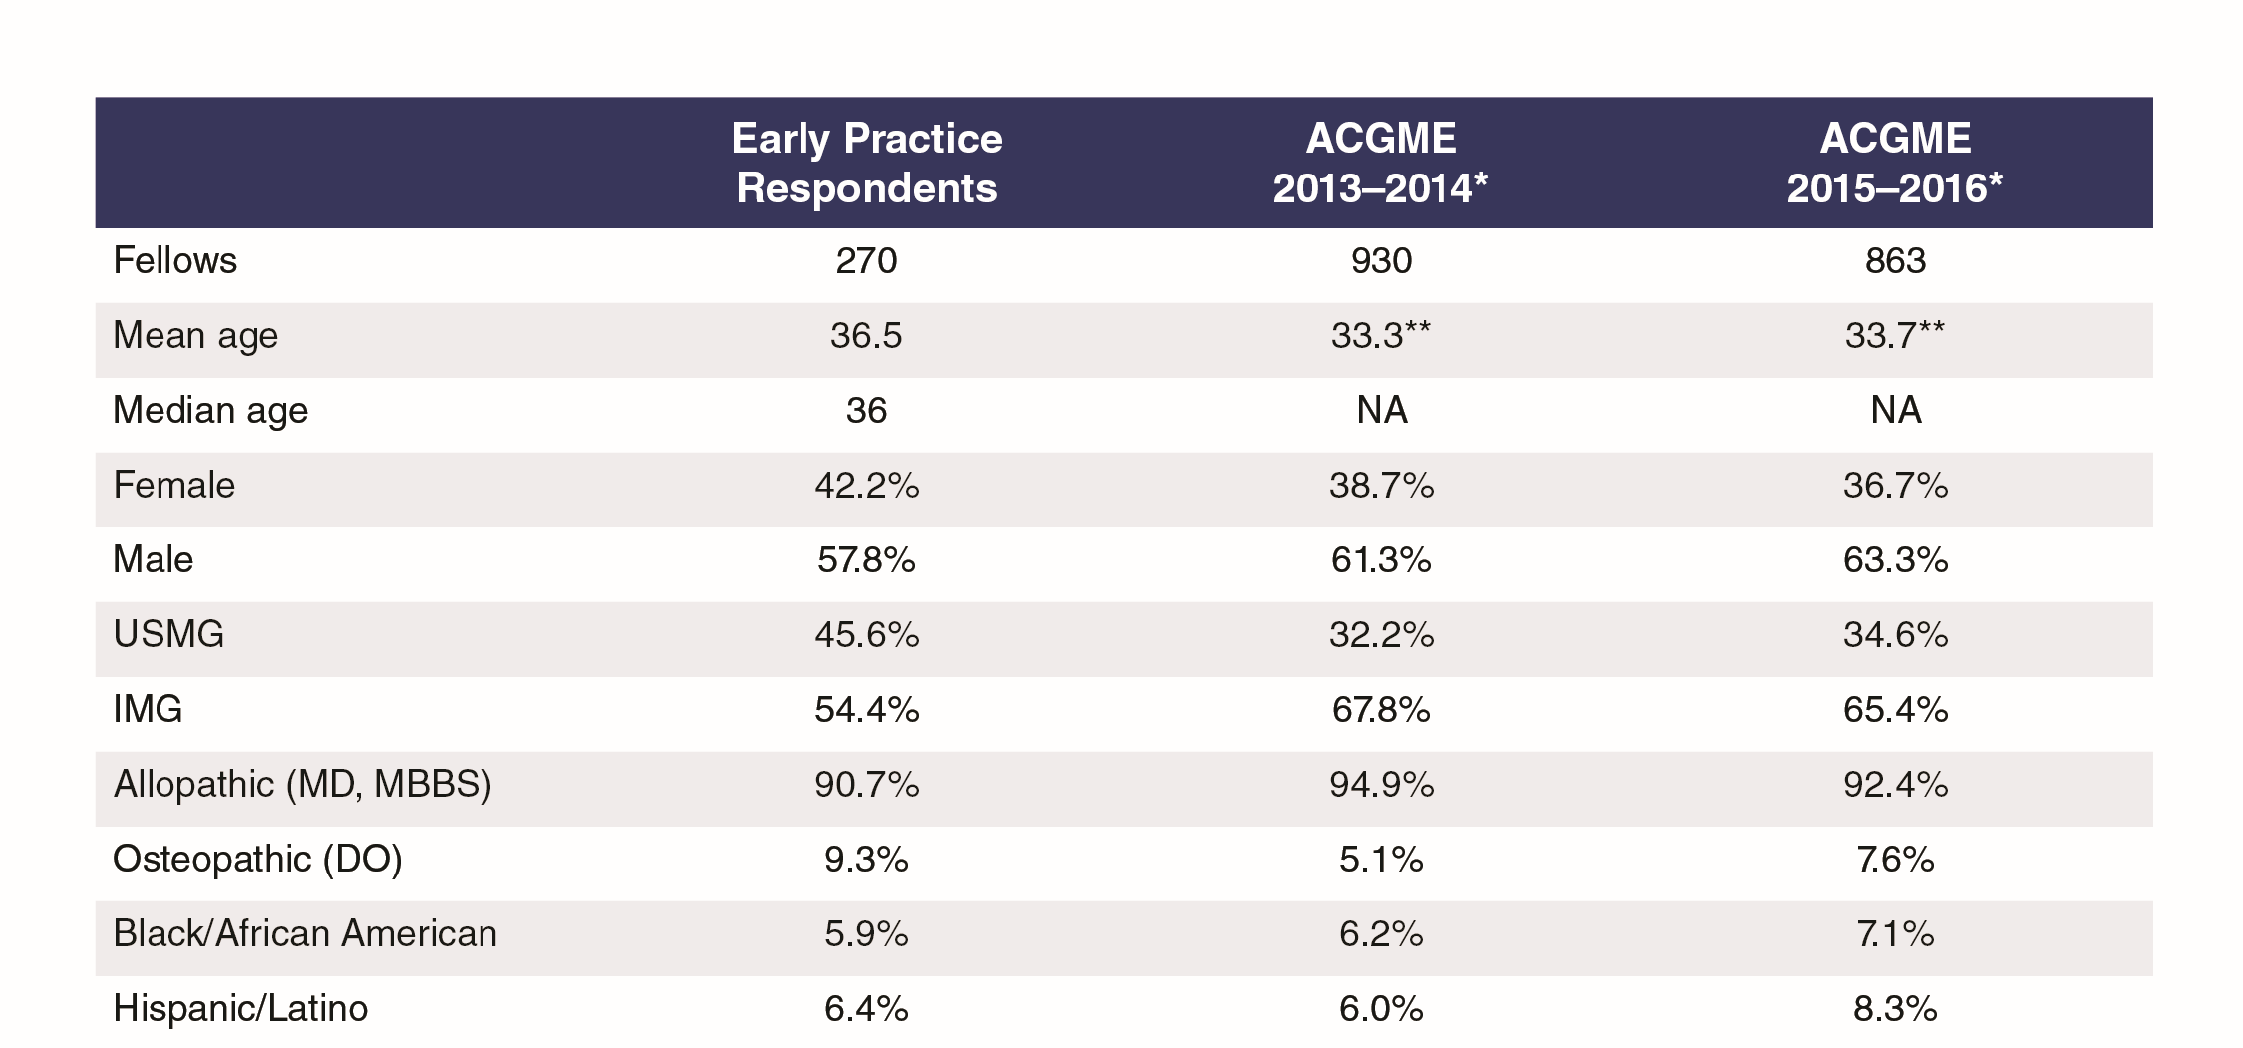 Early Practice Respondents ACGME 2013–2014* ACGME 2015–2016*
Fellows 270 930 863
Mean age 36.5 33.3** 33.7**
Median age 36 NA NA
Female 42.2% 38.7% 36.7%
Male 57.8% 61.3% 63.3%
USMG 45.6% 32.2% 34.6%
IMG 54.4% 67.8% 65.4%
Allopathic (MD, MBBS) 90.7% 94.9% 92.4%
Osteopathic (DO) 9.3% 5.1% 7.6%
Black/African American 5.9% 6.2% 7.1%
Hispanic/Latino 6.4% 6.0% 8.3%